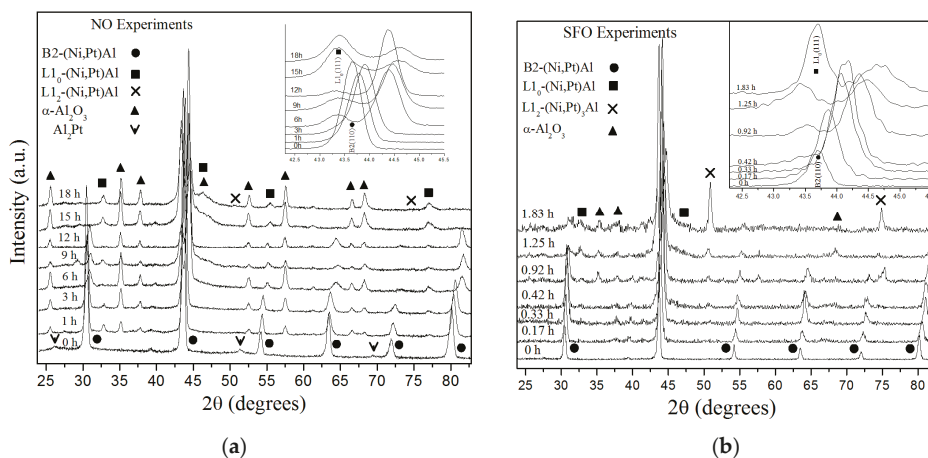 NO Experiments
B2-(Ni,Pt)Al
L1₀-(Ni,Pt)Al
L1₂-(Ni,Pt)Al
α-Al₂O₃
Al₂Pt
18h
15h
12h
9h
6h
3h
1h
0h
L1₀(111)
B2(110)
42.5 43.0 43.5 44.0 44.5 45.0 45.5
Intensity (a.u.)
18 h
15 h
12 h
9 h
6 h
3 h
1 h
0 h
25 30 35 40 45 50 55 60 65 70 75 80
2θ (degrees)
(a)
SFO Experiments
B2-(Ni,Pt)Al
L1₀-(Ni,Pt)Al
L1₂-(Ni,Pt)₃Al
α-Al₂O₃
1.83 h
1.25 h
0.92 h
0.42 h
0.33 h
0.17 h
0 h
B2(110)
42.5 43.0 43.5 44.0 44.5 45.0 45.5
1.83 h
1.25 h
0.92 h
0.42 h
0.33 h
0.17 h
0 h
25 30 35 40 45 50 55 60 65 70 75 80
2θ (degrees)
(b)